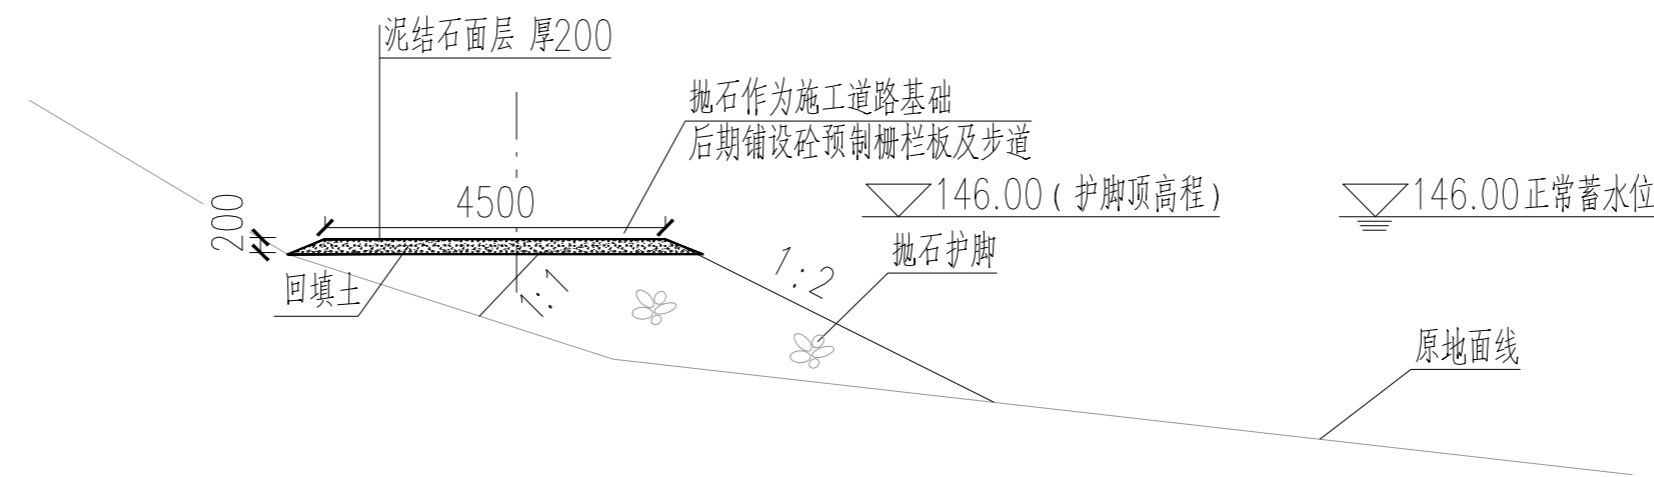 泥结石面层 厚200
抛石作为施工道路基础
后期铺设砼预制栅栏板及步道
4500
200
146.00(护脚顶高程)
146.00正常蓄水位
抛石护脚
1:2
回填土
1:1
原地面线